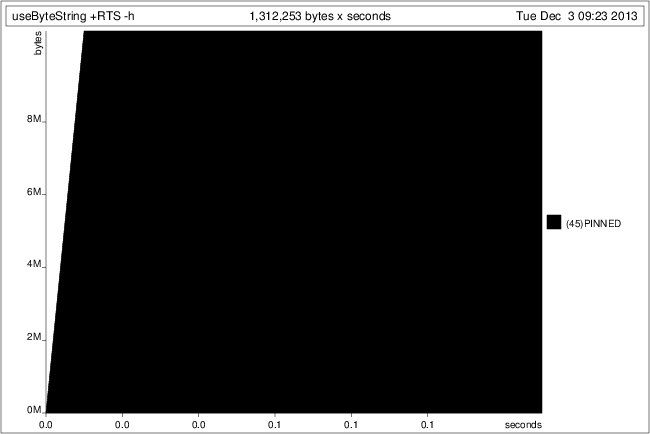 useByteString +RTS -h 1,312,253 bytes x seconds Tue Dec 3 09:23 2013
bytes
8M
6M
4M
2M
0M
(45)PINNED
0.0 0.0 0.0 0.1 0.1 0.1 seconds